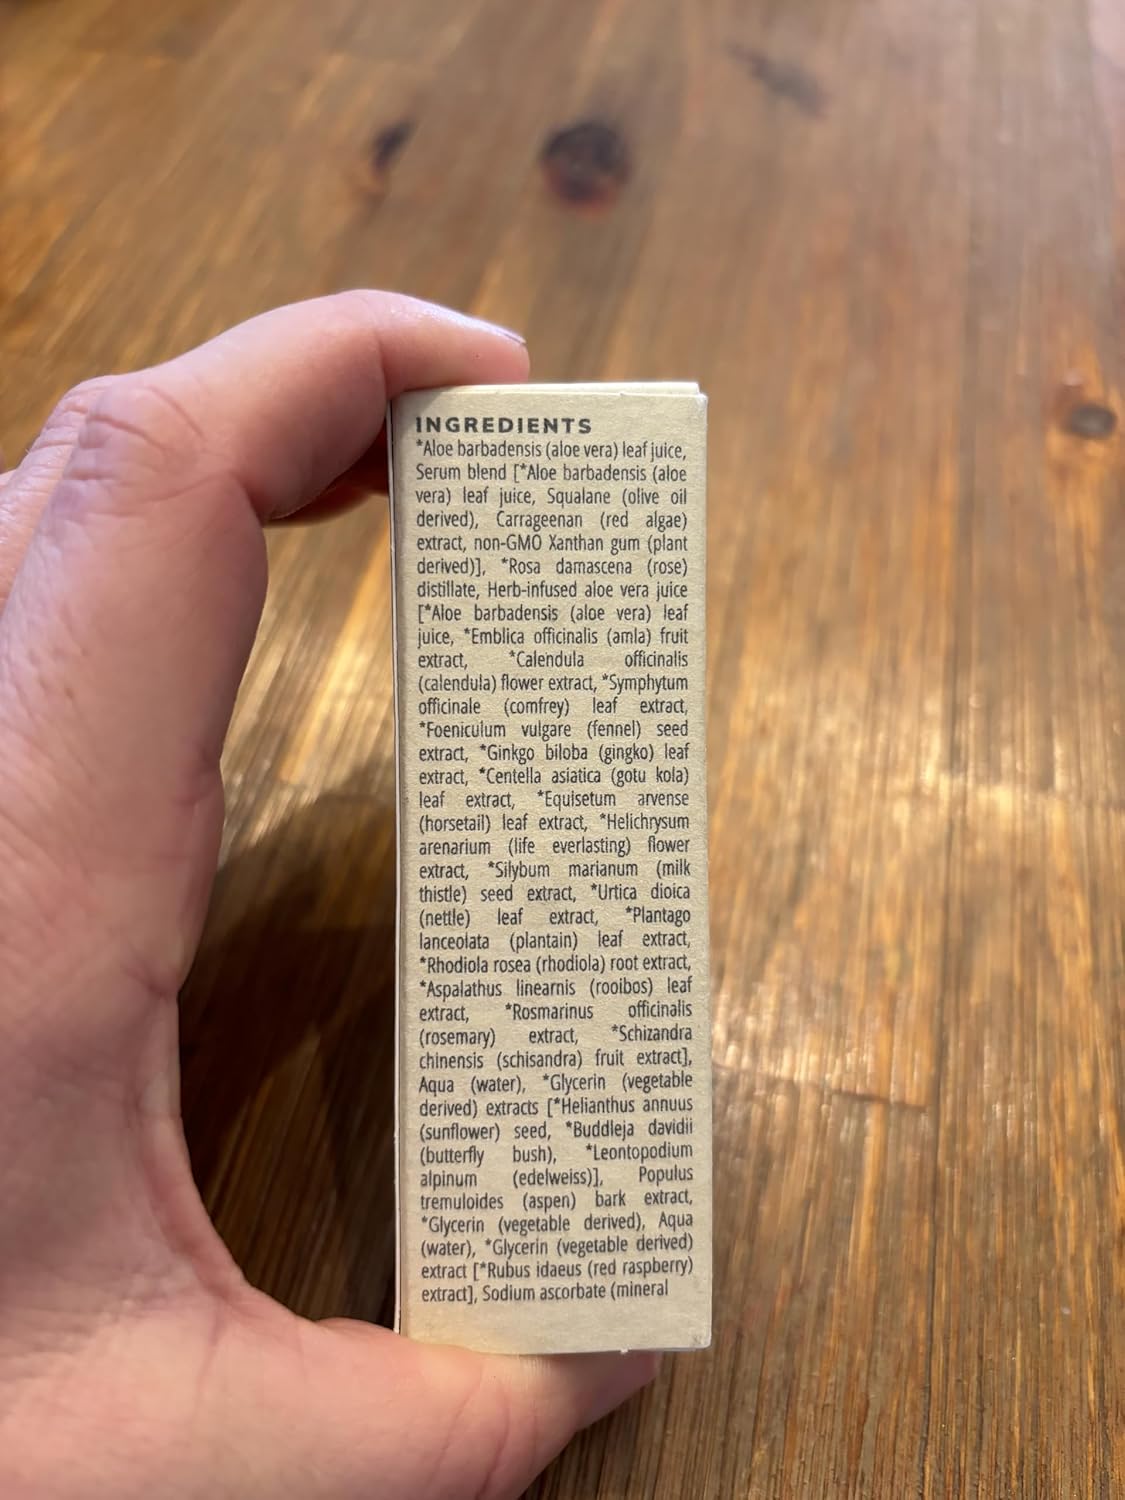 INGREDIENTS
*Aloe barbadensis (aloe vera) leaf juice,
Serum blend [*Aloe barbadensis (aloe
vera) leaf juice, Squalane (olive oil
derived), Carrageenan (red algae)
extract, non-GMO Xanthan gum (plant
derived)], *Rosa damascena (rose)
distillate, Herb-infused aloe vera juice
[*Aloe barbadensis (aloe vera) leaf
juice, *Emblica officinalis (amla) fruit
extract, *Calendula officinalis
(calendula) flower extract, *Symphytum
officinale (comfrey) leaf extract,
*Foeniculum vulgare (fennel) seed
extract, *Ginkgo biloba (gingko) leaf
extract, *Centella asiatica (gotu kola)
leaf extract, *Equisetum arvense
(horsetail) leaf extract, *Helichrysum
arenarium (life everlasting) flower
extract, *Silybum marianum (milk
thistle) seed extract, *Urtica dioica
(nettle) leaf extract, *Plantago
lanceolata (plantain) leaf extract,
*Rhodiola rosea (rhodiola) root extract,
*Aspalathus linearnis (rooibos) leaf
extract, *Rosmarinus officinalis
(rosemary) extract, *Schizandra
chinensis (schisandra) fruit extract],
Aqua (water), *Glycerin (vegetable
derived) extracts [*Helianthus annuus
(sunflower) seed, *Buddleja davidii
(butterfly bush), *Leontopodium
alpinum (edelweiss)], Populus
tremuloides (aspen) bark extract,
*Glycerin (vegetable derived), Aqua
(water), *Glycerin (vegetable derived)
extract [*Rubus idaeus (red raspberry)
extract], Sodium ascorbate (mineral